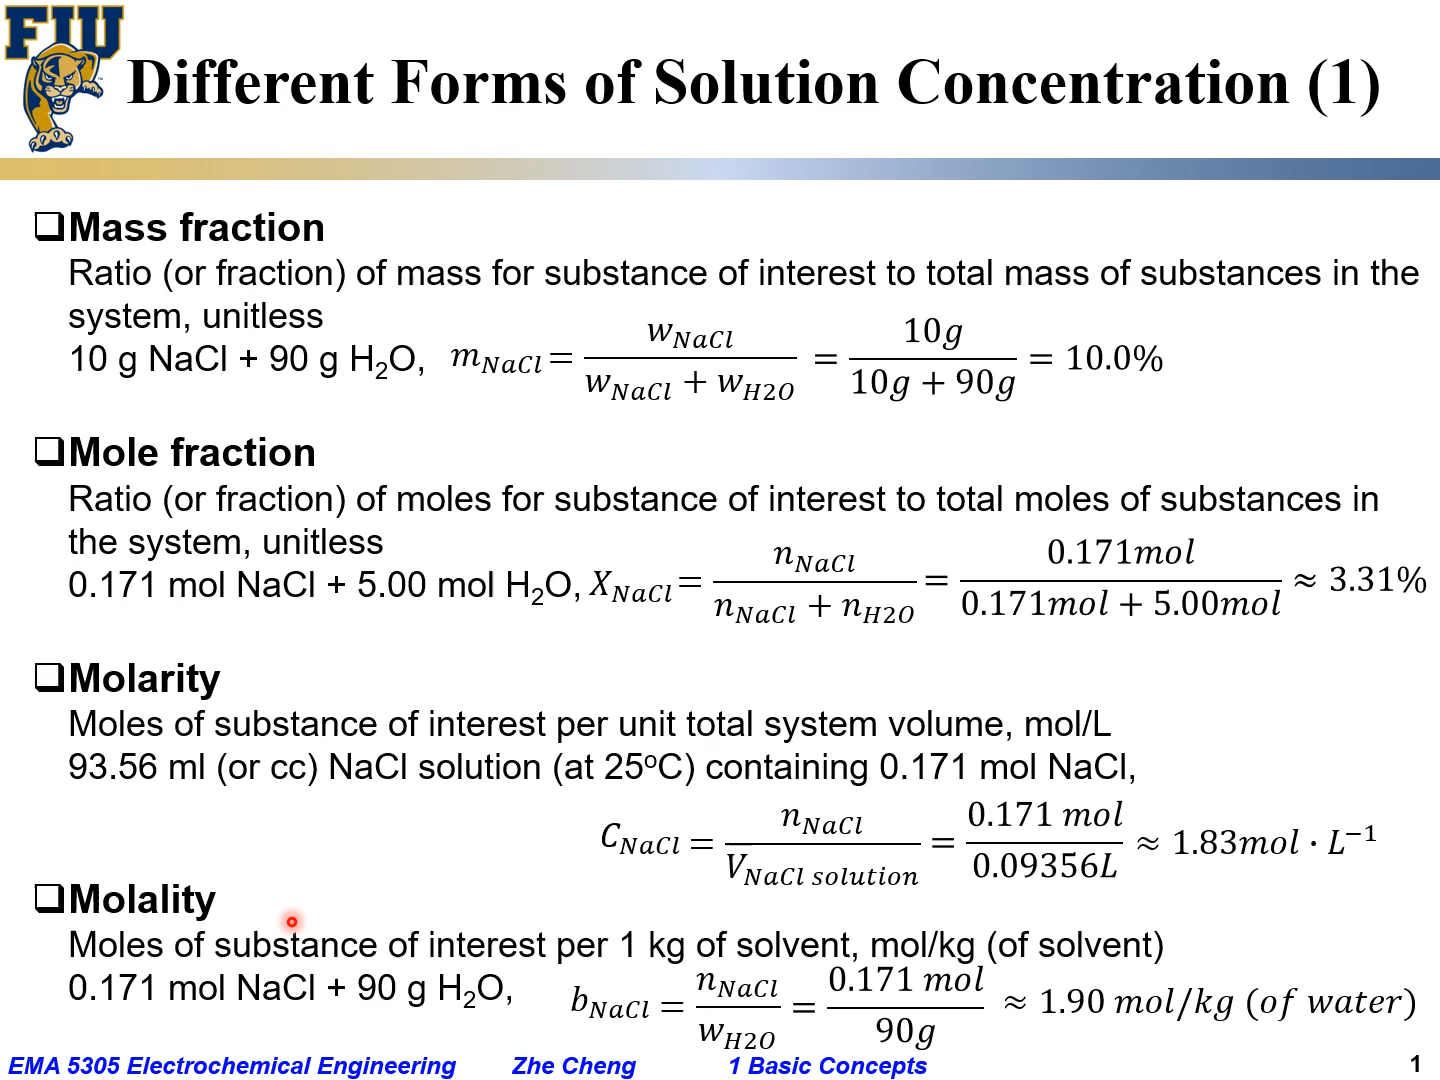 FIU
Different Forms of Solution Concentration (1)
❑Mass fraction
Ratio (or fraction) of mass for substance of interest to total mass of substances in the
system, unitless
10 g NaCl + 90 g H₂O, m_NaCl = w_NaCl / (w_NaCl + w_H2O) = 10g / (10g + 90g) = 10.0%
❑Mole fraction
Ratio (or fraction) of moles for substance of interest to total moles of substances in
the system, unitless
0.171 mol NaCl + 5.00 mol H₂O, X_NaCl = n_NaCl / (n_NaCl + n_H2O) = 0.171mol / (0.171mol + 5.00mol) ≈ 3.31%
❑Molarity
Moles of substance of interest per unit total system volume, mol/L
93.56 ml (or cc) NaCl solution (at 25ºC) containing 0.171 mol NaCl,
C_NaCl = n_NaCl / V_NaCl solution = 0.171 mol / 0.09356L ≈ 1.83mol · L⁻¹
❑Molality
Moles of substance of interest per 1 kg of solvent, mol/kg (of solvent)
0.171 mol NaCl + 90 g H₂O, b_NaCl = n_NaCl / w_H2O = 0.171 mol / 90g ≈ 1.90 mol/kg (of water)
EMA 5305 Electrochemical Engineering Zhe Cheng 1 Basic Concepts 1